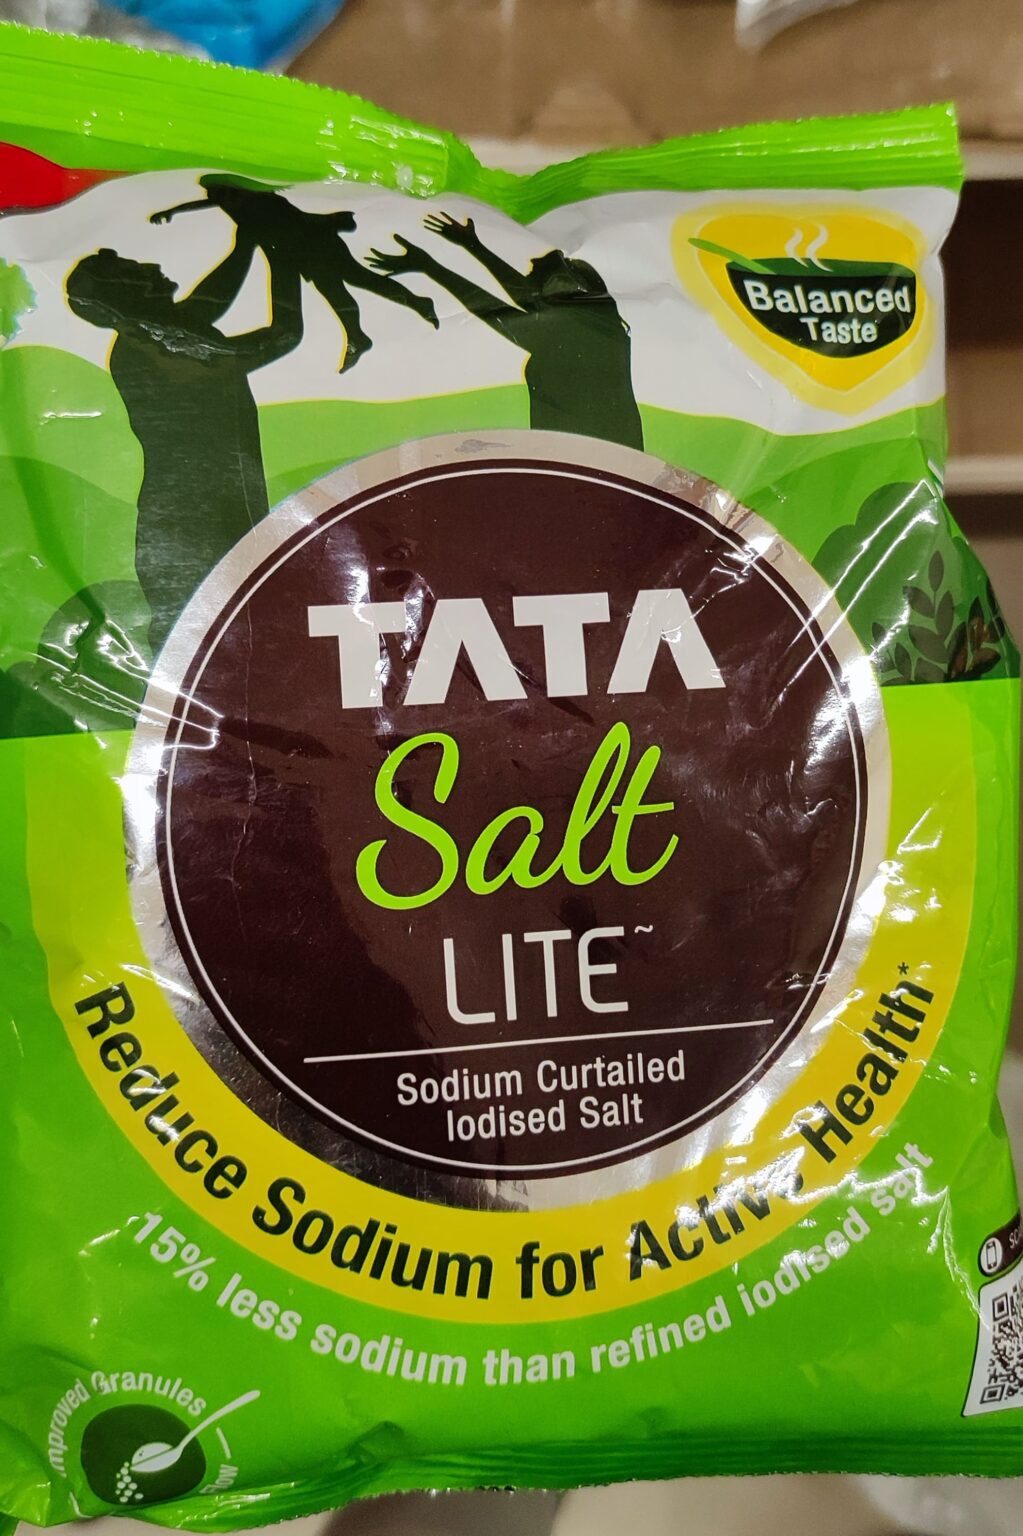 Balanced
Taste
TATA
Salt
LITE~
Sodium Curtailed
Iodised Salt
Reduce Sodium for Active Health*
15% less sodium than refined iodised salt
Improved Granules